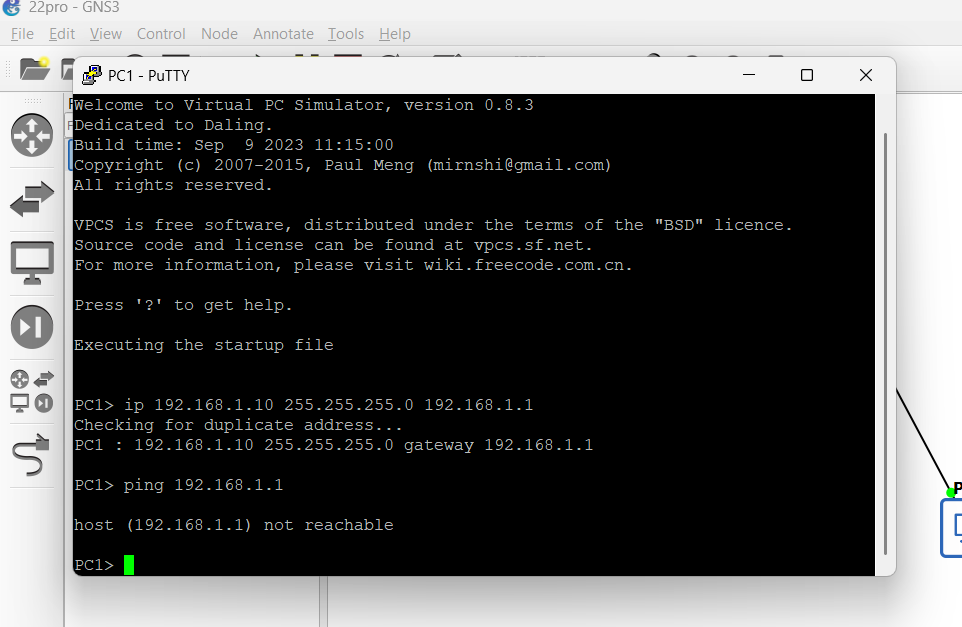 22pro - GNS3
File Edit View Control Node Annotate Tools Help
PC1 - PuTTY
Welcome to Virtual PC Simulator, version 0.8.3
Dedicated to Daling.
Build time: Sep  9 2023 11:15:00
Copyright (c) 2007-2015, Paul Meng (mirnshi@gmail.com)
All rights reserved.
VPCS is free software, distributed under the terms of the "BSD" licence.
Source code and license can be found at vpcs.sf.net.
For more information, please visit wiki.freecode.com.cn.
Press '?' to get help.
Executing the startup file
PC1> ip 192.168.1.10 255.255.255.0 192.168.1.1
Checking for duplicate address...
PC1 : 192.168.1.10 255.255.255.0 gateway 192.168.1.1
PC1> ping 192.168.1.1
host (192.168.1.1) not reachable
PC1>